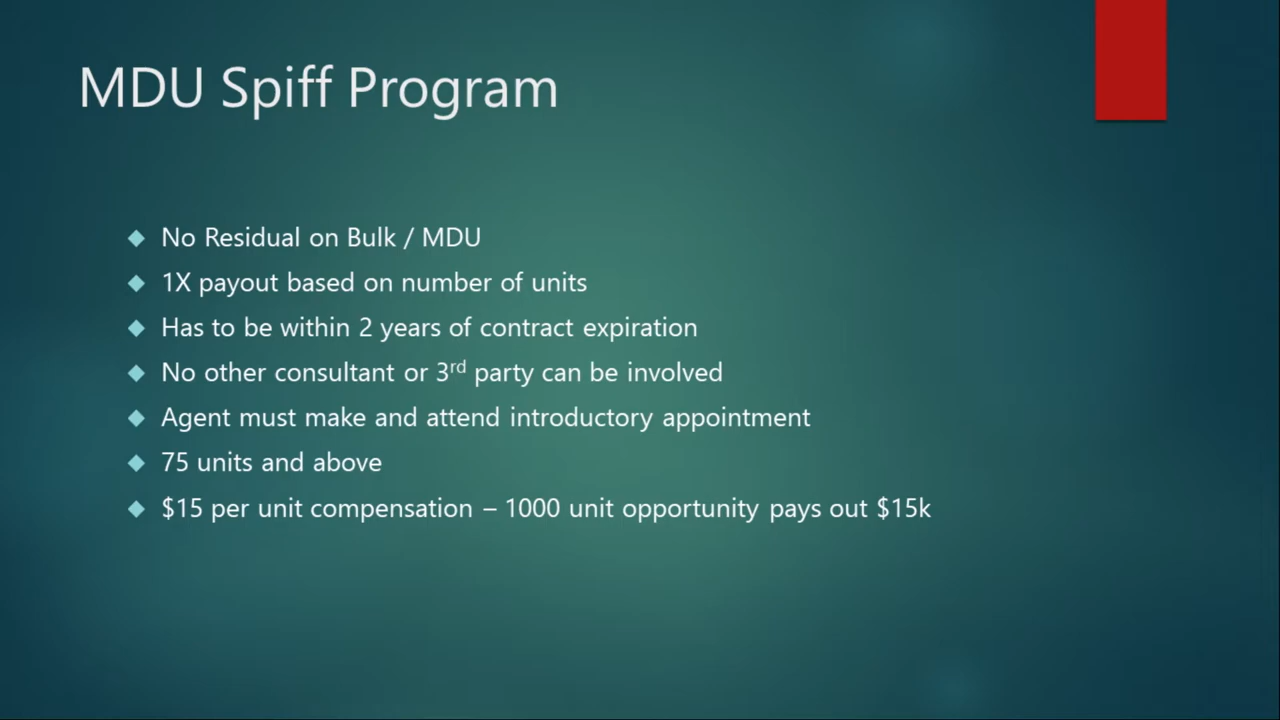 MDU Spiff Program
No Residual on Bulk / MDU
1X payout based on number of units
Has to be within 2 years of contract expiration
No other consultant or 3rd party can be involved
Agent must make and attend introductory appointment
75 units and above
$15 per unit compensation – 1000 unit opportunity pays out $15k